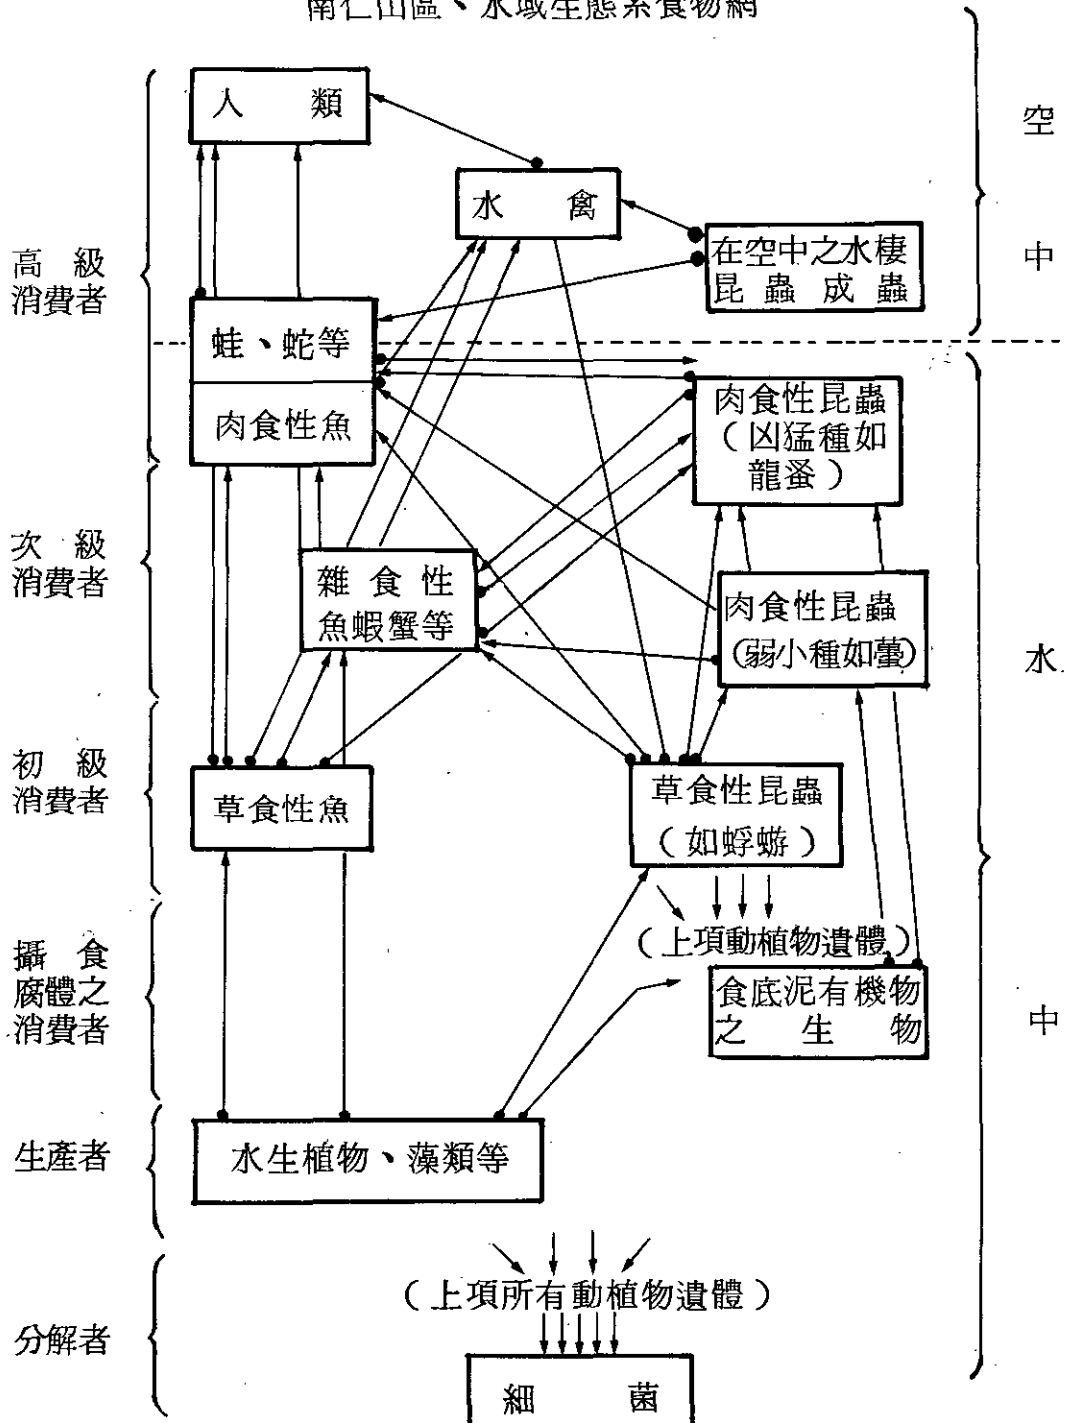 南仁山區、水域生態系食物網
人類
水禽
在空中之水棲
昆蟲成蟲
空
中
高級
消費者
蛙、蛇等
肉食性魚
肉食性昆蟲
(凶猛種如
龍蚤)
次級
消費者
雜食性
魚蝦蟹等
肉食性昆蟲
(弱小種如蠆)
水
中
初級
消費者
草食性魚
草食性昆蟲
(如蜉蝣)
(上項動植物遺體)
攝食
腐體之
消費者
食底泥有機物
之生物
生產者
水生植物、藻類等
(上項所有動植物遺體)
分解者
細菌